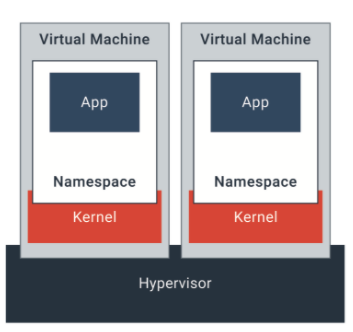 Virtual Machine
App
Namespace
Kernel
Virtual Machine
App
Namespace
Kernel
Hypervisor